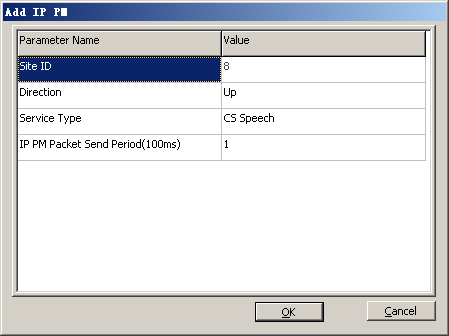 Add IP PM
Parameter Name Value
Site ID 8
Direction Up
Service Type CS Speech
IP PM Packet Send Period(100ms) 1
OK Cancel